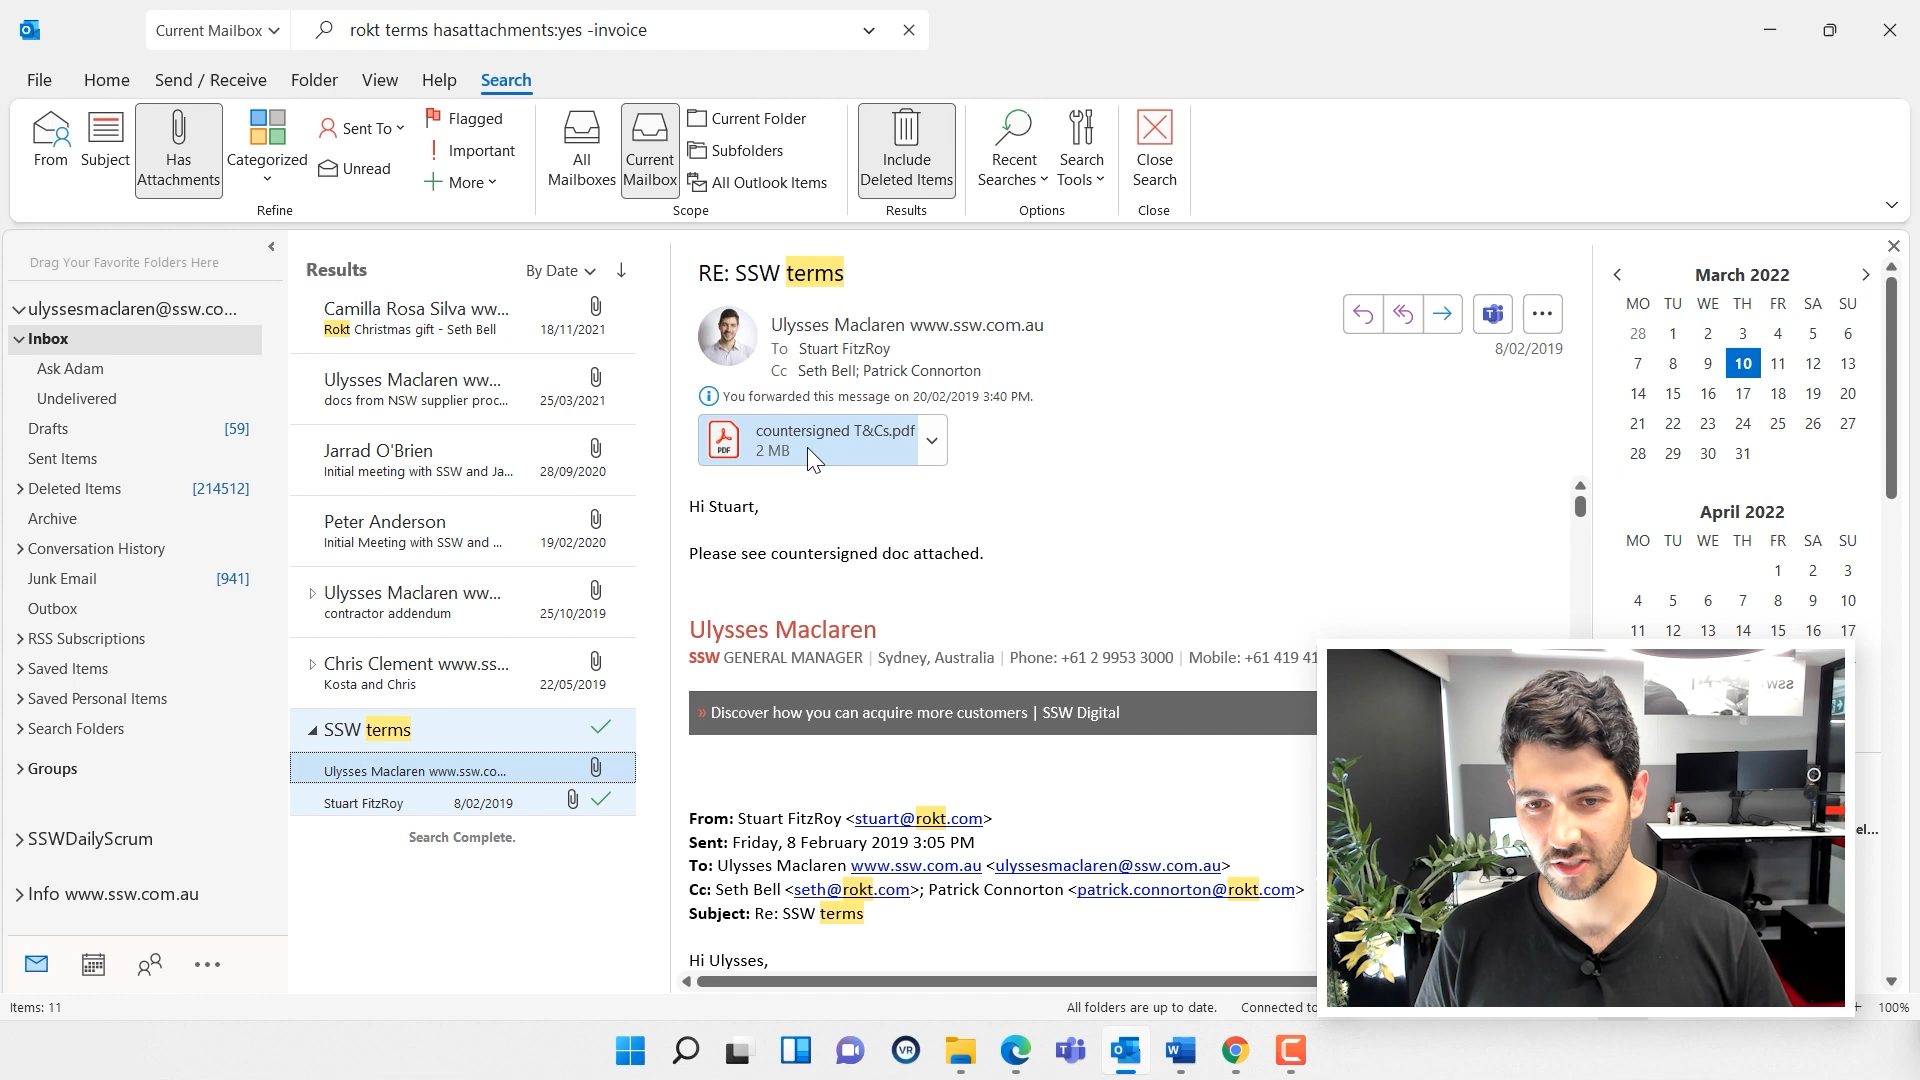 Current Mailbox
rokt terms hasattachments:yes -invoice
File Home Send / Receive Folder View Help Search
From
Subject
Has
Attachments
Categorized
Sent To
Unread
Flagged
Important
More
Refine
All
Mailboxes
Current
Mailbox
Current Folder
Subfolders
All Outlook Items
Scope
Include
Deleted Items
Results
Recent
Searches
Search
Tools
Options
Close
Search
Close
Drag Your Favorite Folders Here
ulyssesmaclaren@ssw.co...
Inbox
Ask Adam
Undelivered
Drafts [59]
Sent Items
Deleted Items [214512]
Archive
Conversation History
Junk Email [941]
Outbox
RSS Subscriptions
Saved Items
Saved Personal Items
Search Folders
Groups
SSWDailyScrum
Info www.ssw.com.au
Items: 11
Results By Date
Camilla Rosa Silva ww...
Rokt Christmas gift - Seth Bell 18/11/2021
Ulysses Maclaren ww...
docs from NSW supplier proc... 25/03/2021
Jarrad O'Brien
Initial meeting with SSW and Ja... 28/09/2020
Peter Anderson
Initial Meeting with SSW and ... 19/02/2020
Ulysses Maclaren ww...
contractor addendum 25/10/2019
Chris Clement www.ss...
Kosta and Chris 22/05/2019
SSW terms
Ulysses Maclaren www.ssw.co...
Stuart FitzRoy 8/02/2019
Search Complete.
RE: SSW terms
Ulysses Maclaren www.ssw.com.au
To Stuart FitzRoy
Cc Seth Bell; Patrick Connorton
8/02/2019
You forwarded this message on 20/02/2019 3:40 PM.
PDF
countersigned T&Cs.pdf
2 MB
Hi Stuart,
Please see countersigned doc attached.
Ulysses Maclaren
SSW GENERAL MANAGER | Sydney, Australia | Phone: +61 2 9953 3000 | Mobile: +61 419 41
» Discover how you can acquire more customers | SSW Digital
From: Stuart FitzRoy <stuart@rokt.com>
Sent: Friday, 8 February 2019 3:05 PM
To: Ulysses Maclaren www.ssw.com.au <ulyssesmaclaren@ssw.com.au>
Cc: Seth Bell <seth@rokt.com>; Patrick Connorton <patrick.connorton@rokt.com>
Subject: Re: SSW terms
Hi Ulysses,
March 2022
MO TU WE TH FR SA SU
28 1 2 3 4 5 6
7 8 9 10 11 12 13
14 15 16 17 18 19 20
21 22 23 24 25 26 27
28 29 30 31
April 2022
MO TU WE TH FR SA SU
1 2 3
4 5 6 7 8 9 10
11 12 13 14 15 16 17
el...
SSW
All folders are up to date. Connected to
100%
VR